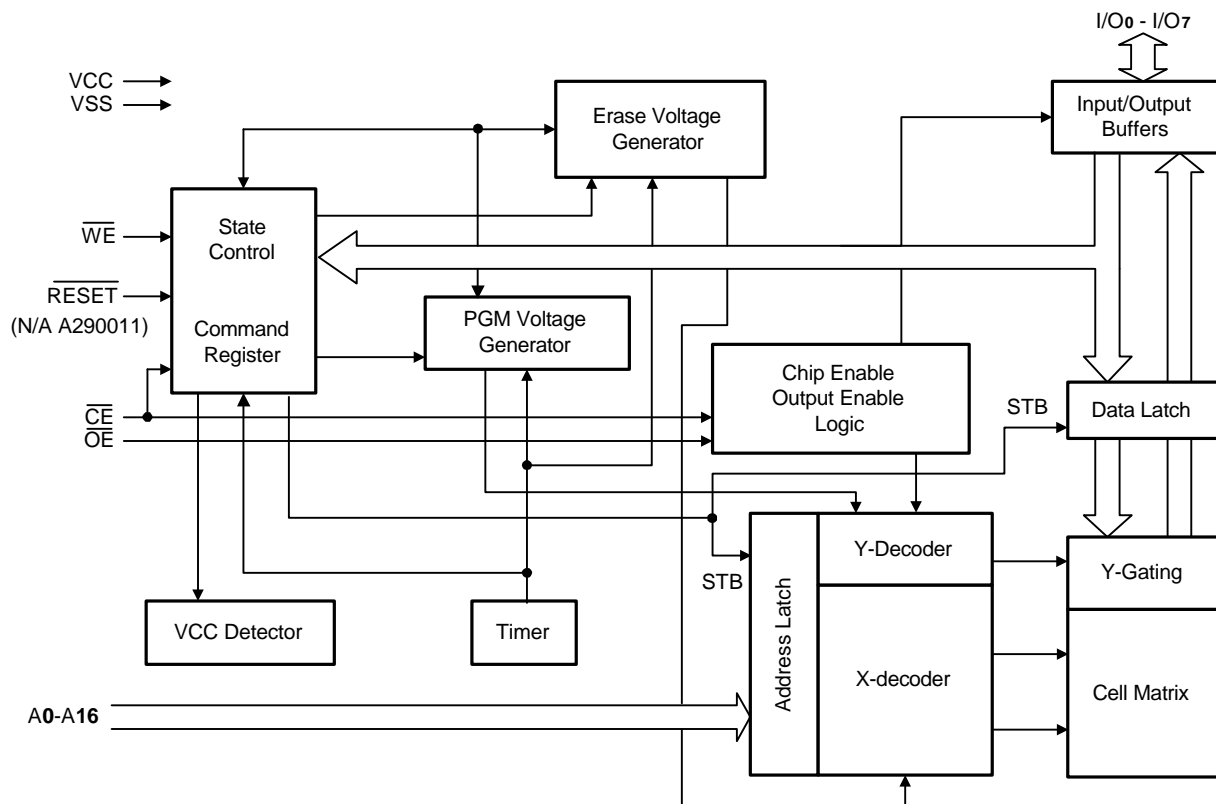 I/O0 - I/O7
VCC
VSS
Erase Voltage
Generator
Input/Output
Buffers
WE
State
Control
RESET
(N/A A290011)
Command
Register
PGM Voltage
Generator
Chip Enable
Output Enable
Logic
CE
OE
STB
Data Latch
Y-Decoder
STB
Y-Gating
Address Latch
VCC Detector
Timer
X-decoder
Cell Matrix
A0-A16